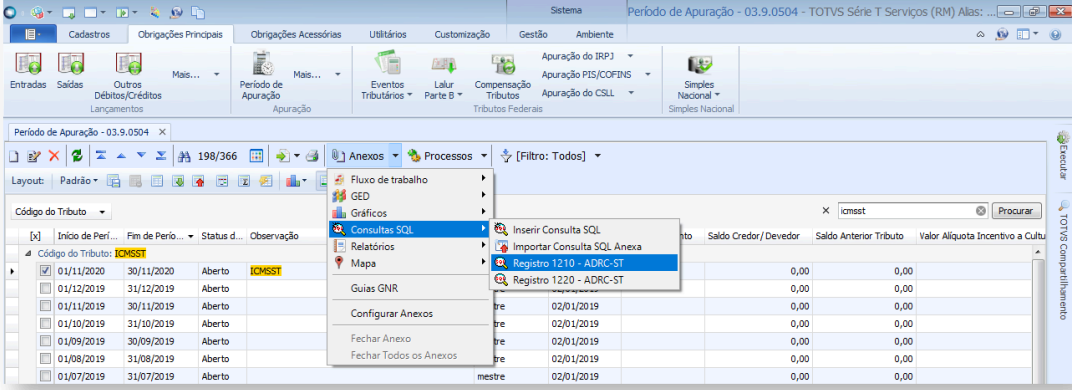 Sistema
Período de Apuração - 03.9.0504 - TOTVS Série T Serviços (RM) Alias: ...
Cadastros Obrigações Principais Obrigações Acessórias Utilitários Customização Gestão Ambiente
Entradas Saídas Outros Débitos/Créditos Mais...
Lançamentos
Período de Apuração Mais...
Apuração
Eventos Tributários Lalur Parte B Compensação Tributos Apuração do IRPJ
Apuração PIS/COFINS
Apuração do CSLL
Tributos Federais
Simples Nacional
Simples Nacional
Período de Apuração - 03.9.0504
198/366 Anexos Processos [Filtro: Todos]
Layout: Padrão
Código do Tributo icmsst Procurar
[x] Início de Perí... Fim de Perío... Status d... Observação nto Saldo Credor/Devedor Saldo Anterior Tributo Valor Alíquota Incentivo a Cultu
Código do Tributo: ICMSST
01/11/2020 30/11/2020 Aberto ICMSST 0,00 0,00
01/12/2019 31/12/2019 Aberto 0,00 0,00
01/11/2019 30/11/2019 Aberto tre 02/01/2019 0,00 0,00
01/10/2019 31/10/2019 Aberto tre 02/01/2019 0,00 0,00
01/09/2019 30/09/2019 Aberto tre 02/01/2019 0,00 0,00
01/08/2019 31/08/2019 Aberto tre 02/01/2019 0,00 0,00
01/07/2019 31/07/2019 Aberto mestre 02/01/2019 0,00 0,00
Fluxo de trabalho
GED
Gráficos
Consultas SQL
Relatórios
Mapa
Guias GNR
Configurar Anexos
Fechar Anexo
Fechar Todos os Anexos
Inserir Consulta SQL
Importar Consulta SQL Anexa
Registro 1210 - ADRC-ST
Registro 1220 - ADRC-ST
Executar
TOTVS Compartilhamento